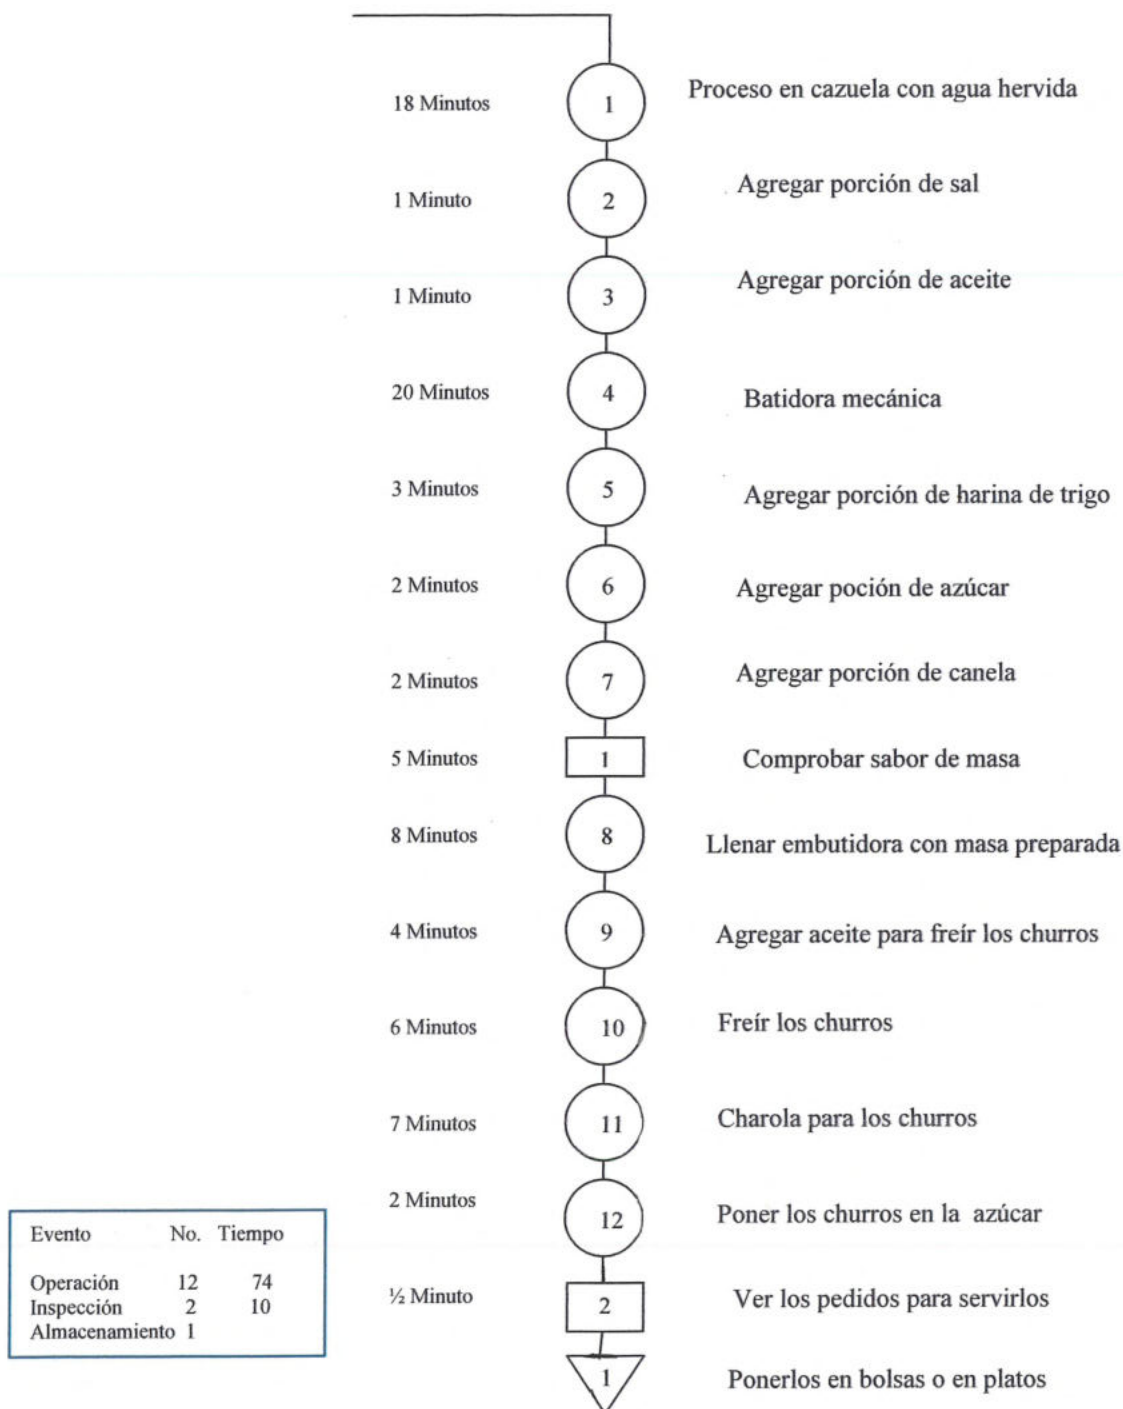 18 Minutos 1 Proceso en cazuela con agua hervida
1 Minuto 2 Agregar porción de sal
1 Minuto 3 Agregar porción de aceite
20 Minutos 4 Batidora mecánica
3 Minutos 5 Agregar porción de harina de trigo
2 Minutos 6 Agregar poción de azúcar
2 Minutos 7 Agregar porción de canela
5 Minutos 1 Comprobar sabor de masa
8 Minutos 8 Llenar embutidora con masa preparada
4 Minutos 9 Agregar aceite para freír los churros
6 Minutos 10 Freír los churros
7 Minutos 11 Charola para los churros
2 Minutos 12 Poner los churros en la azúcar
½ Minuto 2 Ver los pedidos para servirlos
1 Ponerlos en bolsas o en platos
Evento No. Tiempo
Operación 12 74
Inspección 2 10
Almacenamiento 1